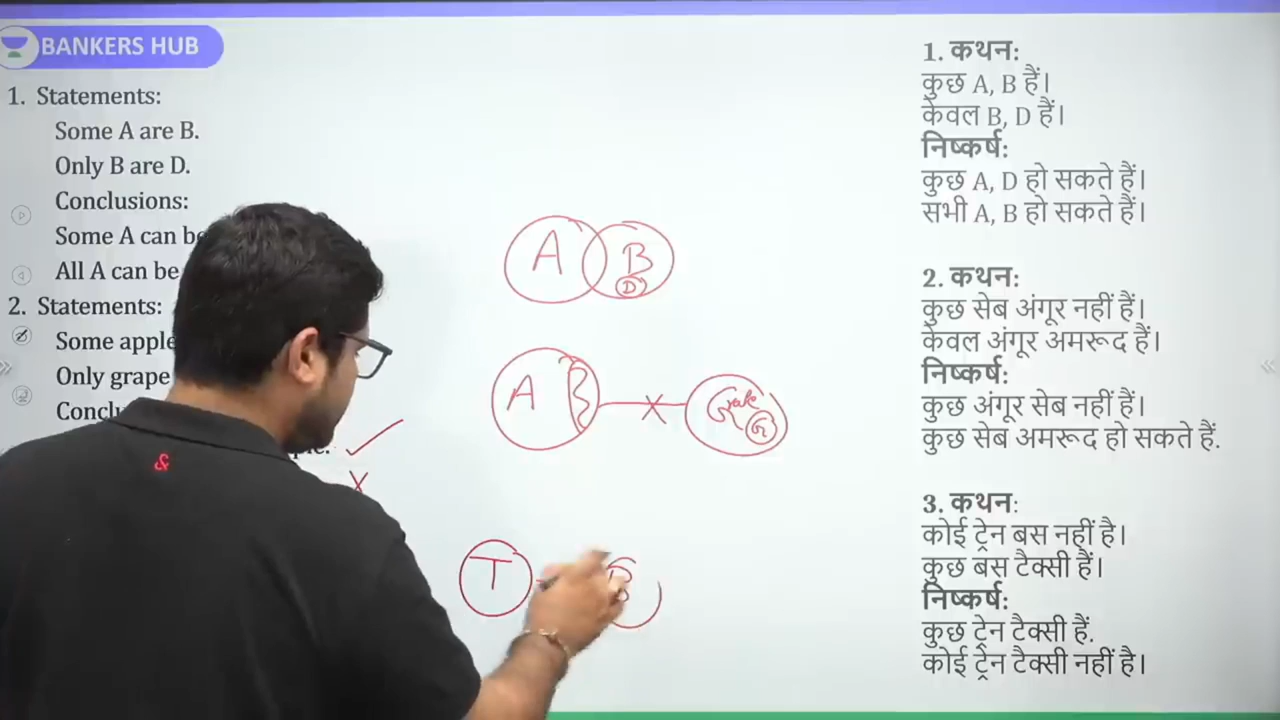 BANKERS HUB
1. Statements:
Some A are B.
Only B are D.
Conclusions:
Some A can
All A can be
2. Statements:
Some
Only grape
A B
D
A Grape
G
T B
1. कथन:
कुछ A, B हैं।
केवल B, D हैं।
निष्कर्ष:
कुछ A, D हो सकते हैं।
सभी A, B हो सकते हैं।
2. कथन:
कुछ सेब अंगूर नहीं हैं।
केवल अंगूर अमरूद हैं।
निष्कर्ष:
कुछ अंगूर सेब नहीं हैं।
कुछ सेब अमरूद हो सकते हैं.
3. कथन:
कोई ट्रेन बस नहीं है।
कुछ बस टैक्सी हैं।
निष्कर्ष:
कुछ ट्रेन टैक्सी हैं.
कोई ट्रेन टैक्सी नहीं है।